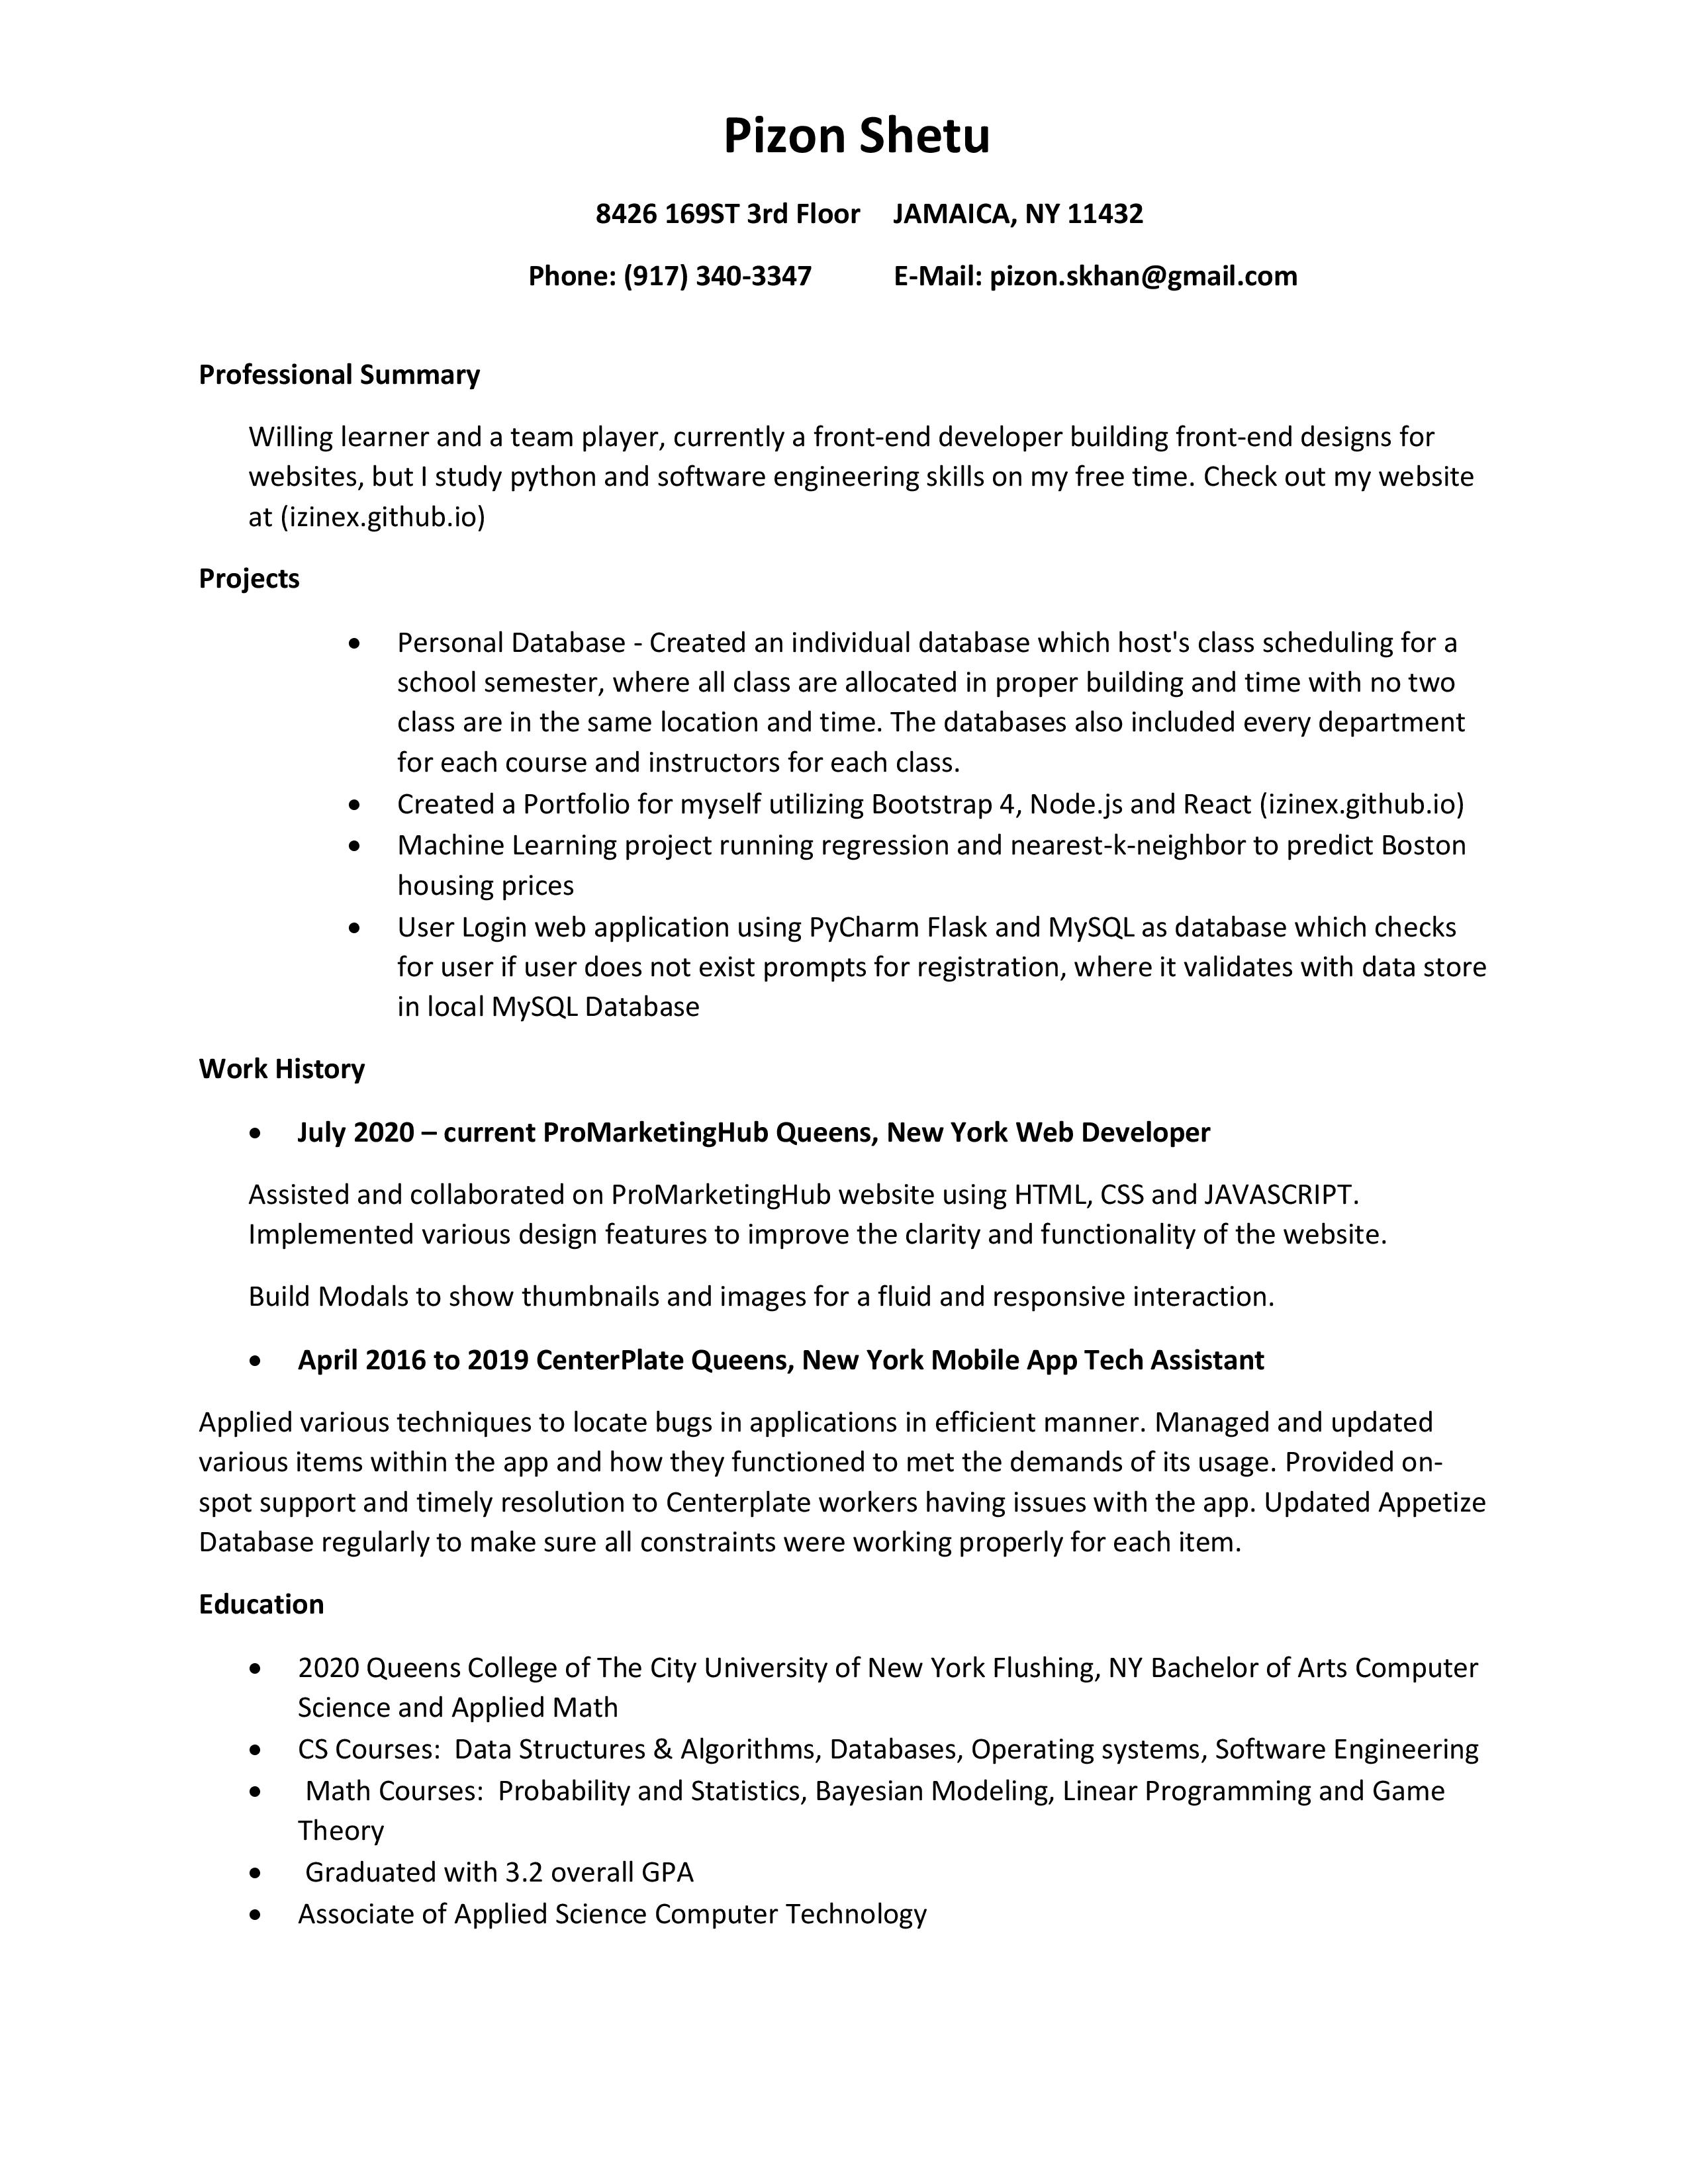 Pizon Shetu
8426 169ST 3rd Floor JAMAICA, NY 11432
Phone: (917) 340-3347 E-Mail: pizon.skhan@gmail.com
Professional Summary
Willing learner and a team player, currently a front-end developer building front-end designs for
websites, but I study python and software engineering skills on my free time. Check out my website
at (izinex.github.io)
Projects
• Personal Database - Created an individual database which host's class scheduling for a
school semester, where all class are allocated in proper building and time with no two
class are in the same location and time. The databases also included every department
for each course and instructors for each class.
• Created a Portfolio for myself utilizing Bootstrap 4, Node.js and React (izinex.github.io)
• Machine Learning project running regression and nearest-k-neighbor to predict Boston
housing prices
• User Login web application using PyCharm Flask and MySQL as database which checks
for user if user does not exist prompts for registration, where it validates with data store
in local MySQL Database
Work History
• July 2020 – current ProMarketingHub Queens, New York Web Developer
Assisted and collaborated on ProMarketingHub website using HTML, CSS and JAVASCRIPT.
Implemented various design features to improve the clarity and functionality of the website.
Build Modals to show thumbnails and images for a fluid and responsive interaction.
• April 2016 to 2019 CenterPlate Queens, New York Mobile App Tech Assistant
Applied various techniques to locate bugs in applications in efficient manner. Managed and updated
various items within the app and how they functioned to met the demands of its usage. Provided on-
spot support and timely resolution to Centerplate workers having issues with the app. Updated Appetize
Database regularly to make sure all constraints were working properly for each item.
Education
• 2020 Queens College of The City University of New York Flushing, NY Bachelor of Arts Computer
Science and Applied Math
• CS Courses: Data Structures & Algorithms, Databases, Operating systems, Software Engineering
• Math Courses: Probability and Statistics, Bayesian Modeling, Linear Programming and Game
Theory
• Graduated with 3.2 overall GPA
• Associate of Applied Science Computer Technology